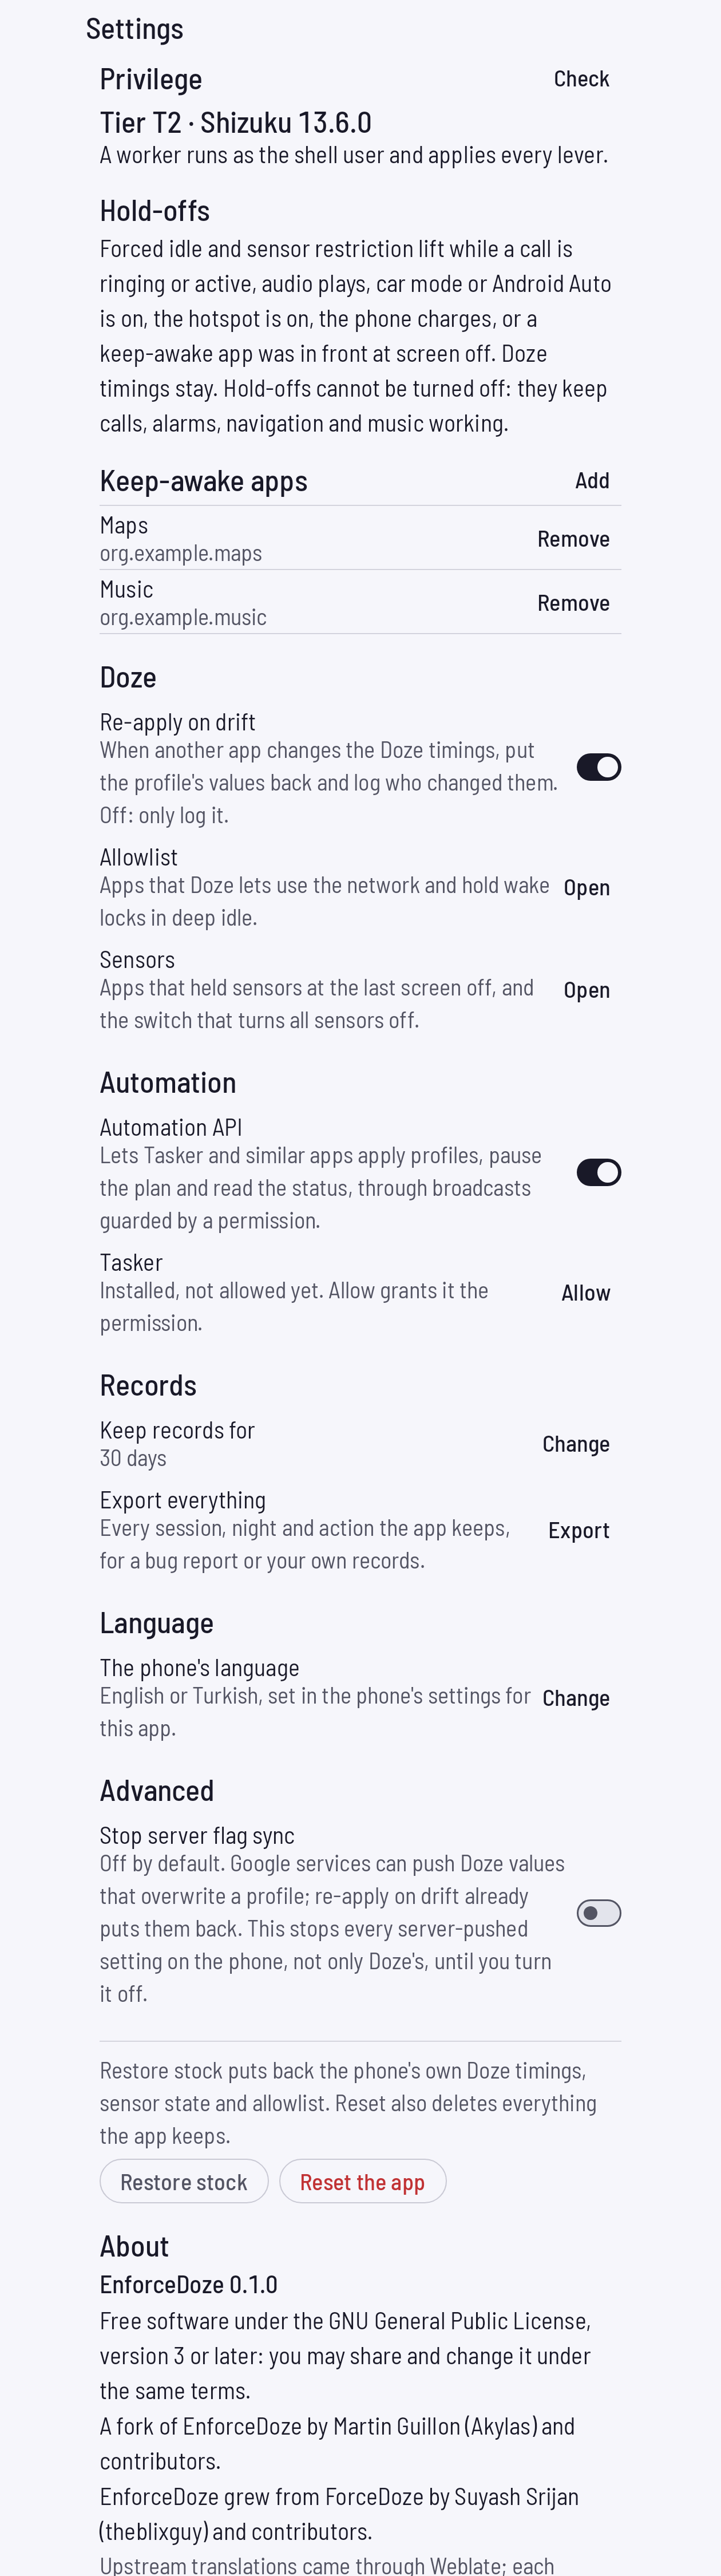 Settings
Privilege
Check
Tier T2 · Shizuku 13.6.0
A worker runs as the shell user and applies every lever.
Hold-offs
Forced idle and sensor restriction lift while a call is
ringing or active, audio plays, car mode or Android Auto
is on, the hotspot is on, the phone charges, or a
keep-awake app was in front at screen off. Doze
timings stay. Hold-offs cannot be turned off: they keep
calls, alarms, navigation and music working.
Keep-awake apps
Add
Maps
org.example.maps
Remove
Music
org.example.music
Remove
Doze
Re-apply on drift
When another app changes the Doze timings, put
the profile's values back and log who changed them.
Off: only log it.
Allowlist
Apps that Doze lets use the network and hold wake
locks in deep idle.
Open
Sensors
Apps that held sensors at the last screen off, and
the switch that turns all sensors off.
Open
Automation
Automation API
Lets Tasker and similar apps apply profiles, pause
the plan and read the status, through broadcasts
guarded by a permission.
Tasker
Installed, not allowed yet. Allow grants it the
permission.
Allow
Records
Keep records for
30 days
Change
Export everything
Every session, night and action the app keeps,
for a bug report or your own records.
Export
Language
The phone's language
English or Turkish, set in the phone's settings for
this app.
Change
Advanced
Stop server flag sync
Off by default. Google services can push Doze values
that overwrite a profile; re-apply on drift already
puts them back. This stops every server-pushed
setting on the phone, not only Doze's, until you turn
it off.
Restore stock puts back the phone's own Doze timings,
sensor state and allowlist. Reset also deletes everything
the app keeps.
Restore stock
Reset the app
About
EnforceDoze 0.1.0
Free software under the GNU General Public License,
version 3 or later: you may share and change it under
the same terms.
A fork of EnforceDoze by Martin Guillon (Akylas) and
contributors.
EnforceDoze grew from ForceDoze by Suyash Srijan
(theblixguy) and contributors.
Upstream translations came through Weblate; each